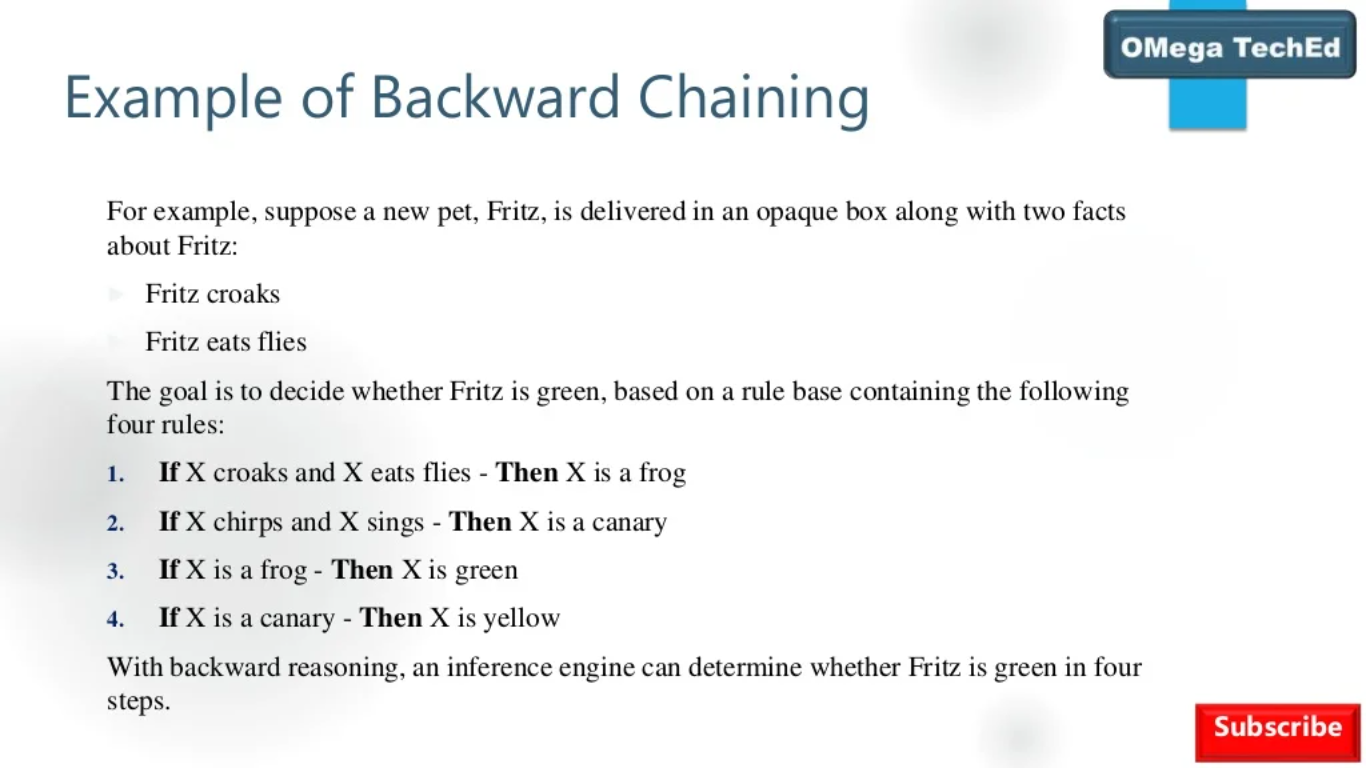 OMega TechEd
Example of Backward Chaining
For example, suppose a new pet, Fritz, is delivered in an opaque box along with two facts
about Fritz:
Fritz croaks
Fritz eats flies
The goal is to decide whether Fritz is green, based on a rule base containing the following
four rules:
1. If X croaks and X eats flies - Then X is a frog
2. If X chirps and X sings - Then X is a canary
3. If X is a frog - Then X is green
4. If X is a canary - Then X is yellow
With backward reasoning, an inference engine can determine whether Fritz is green in four
steps.
Subscribe